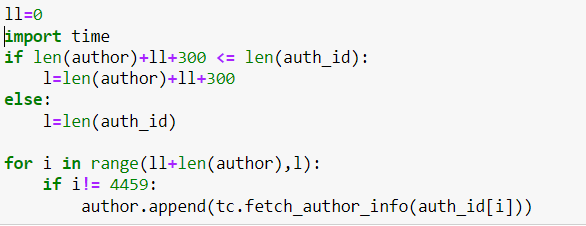 ll=0
import time
if len(author)+ll+300 <= len(auth_id):
    l=len(author)+ll+300
else:
    l=len(auth_id)

for i in range(ll+len(author),l):
    if i!= 4459:
        author.append(tc.fetch_author_info(auth_id[i]))